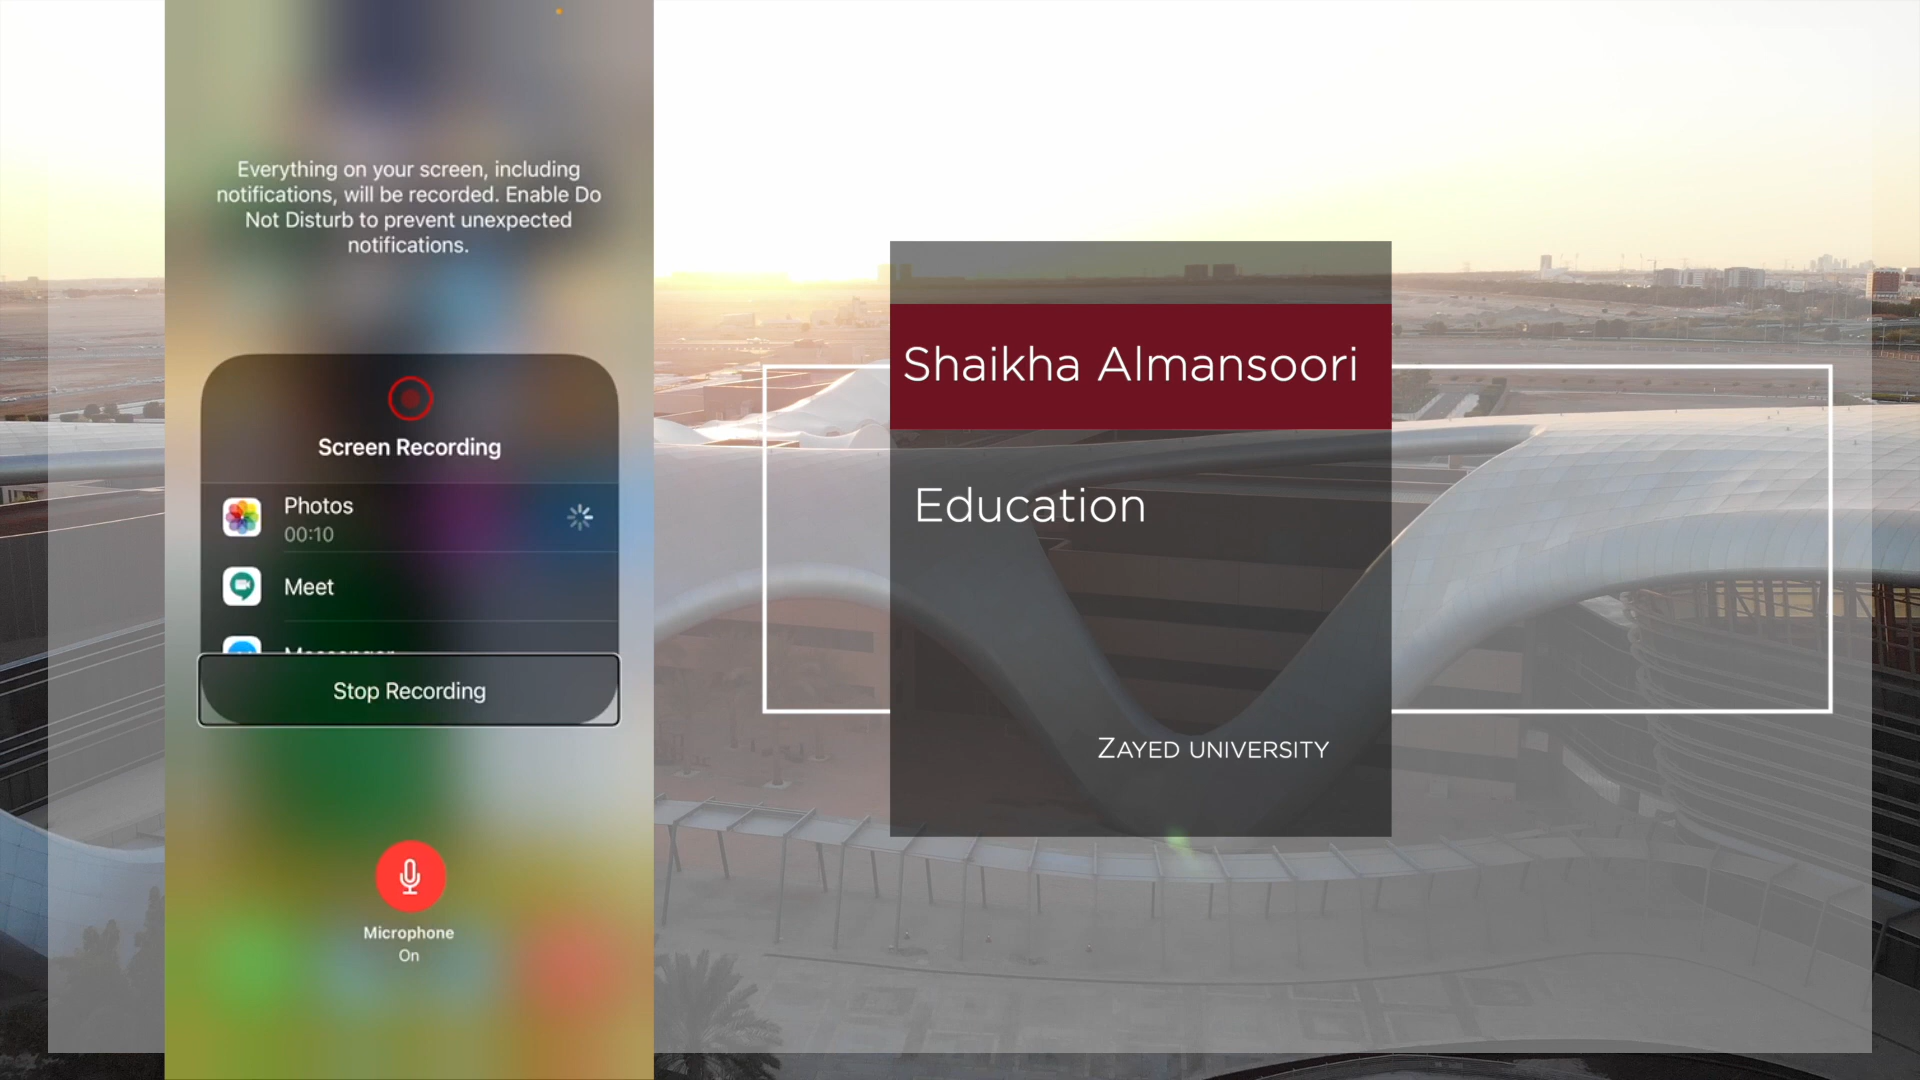 Everything on your screen, including
notifications, will be recorded. Enable Do
Not Disturb to prevent unexpected
notifications.
Screen Recording
Photos
00:10
Meet
Messenger
Stop Recording
Microphone
On
Shaikha Almansoori
Education
ZAYED UNIVERSITY